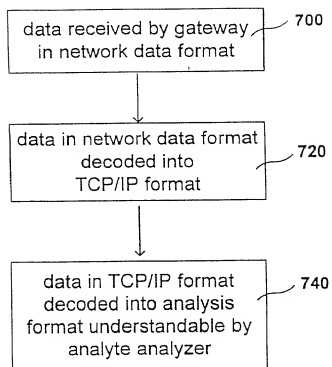 data received by gateway
in network data format
700
data in network data format
decoded into
TCP/IP format
720
data in TCP/IP format
decoded into analysis
format understandable by
analyte analyzer
740